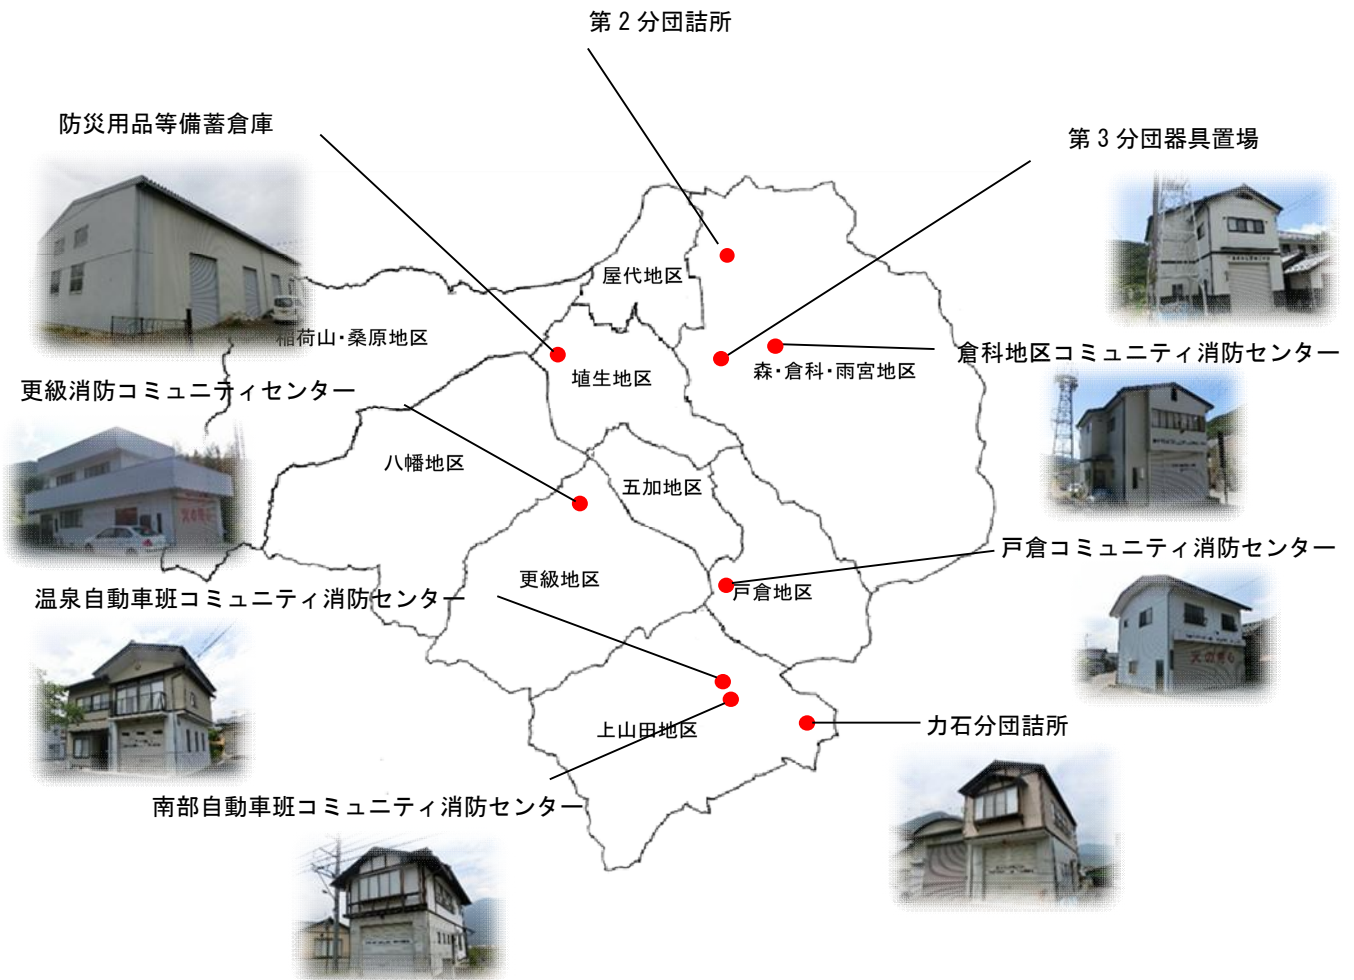 第２分団詰所
防災用品等備蓄倉庫
第３分団器具置場
屋代地区
稲荷山・桑原地区
倉科地区コミュニティ消防センター
森・倉科・雨宮地区
埴生地区
更級消防コミュニティセンター
八幡地区
五加地区
戸倉コミュニティ消防センター
更級地区
戸倉地区
温泉自動車班コミュニティ消防センター
上山田地区
力石分団詰所
南部自動車班コミュニティ消防センター
火の用心